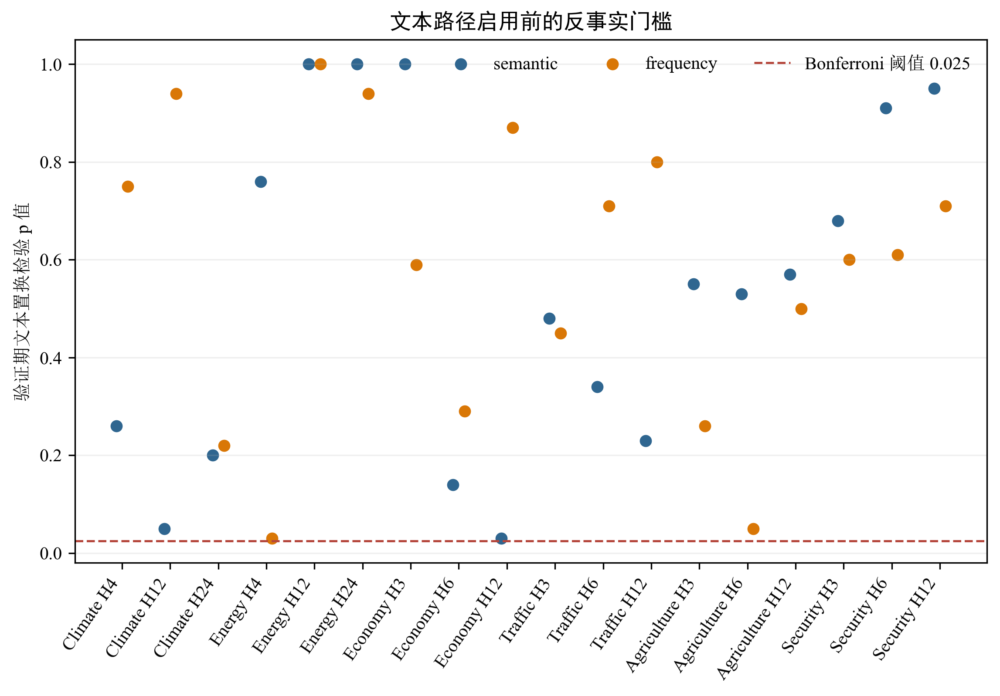 文本路径启用前的反事实门槛
semantic
frequency
Bonferroni 阈值 0.025
验证期文本置换检验 p 值
1.0
0.8
0.6
0.4
0.2
0.0
Climate H4
Climate H12
Climate H24
Energy H4
Energy H12
Energy H24
Economy H3
Economy H6
Economy H12
Traffic H3
Traffic H6
Traffic H12
Agriculture H3
Agriculture H6
Agriculture H12
Security H3
Security H6
Security H12